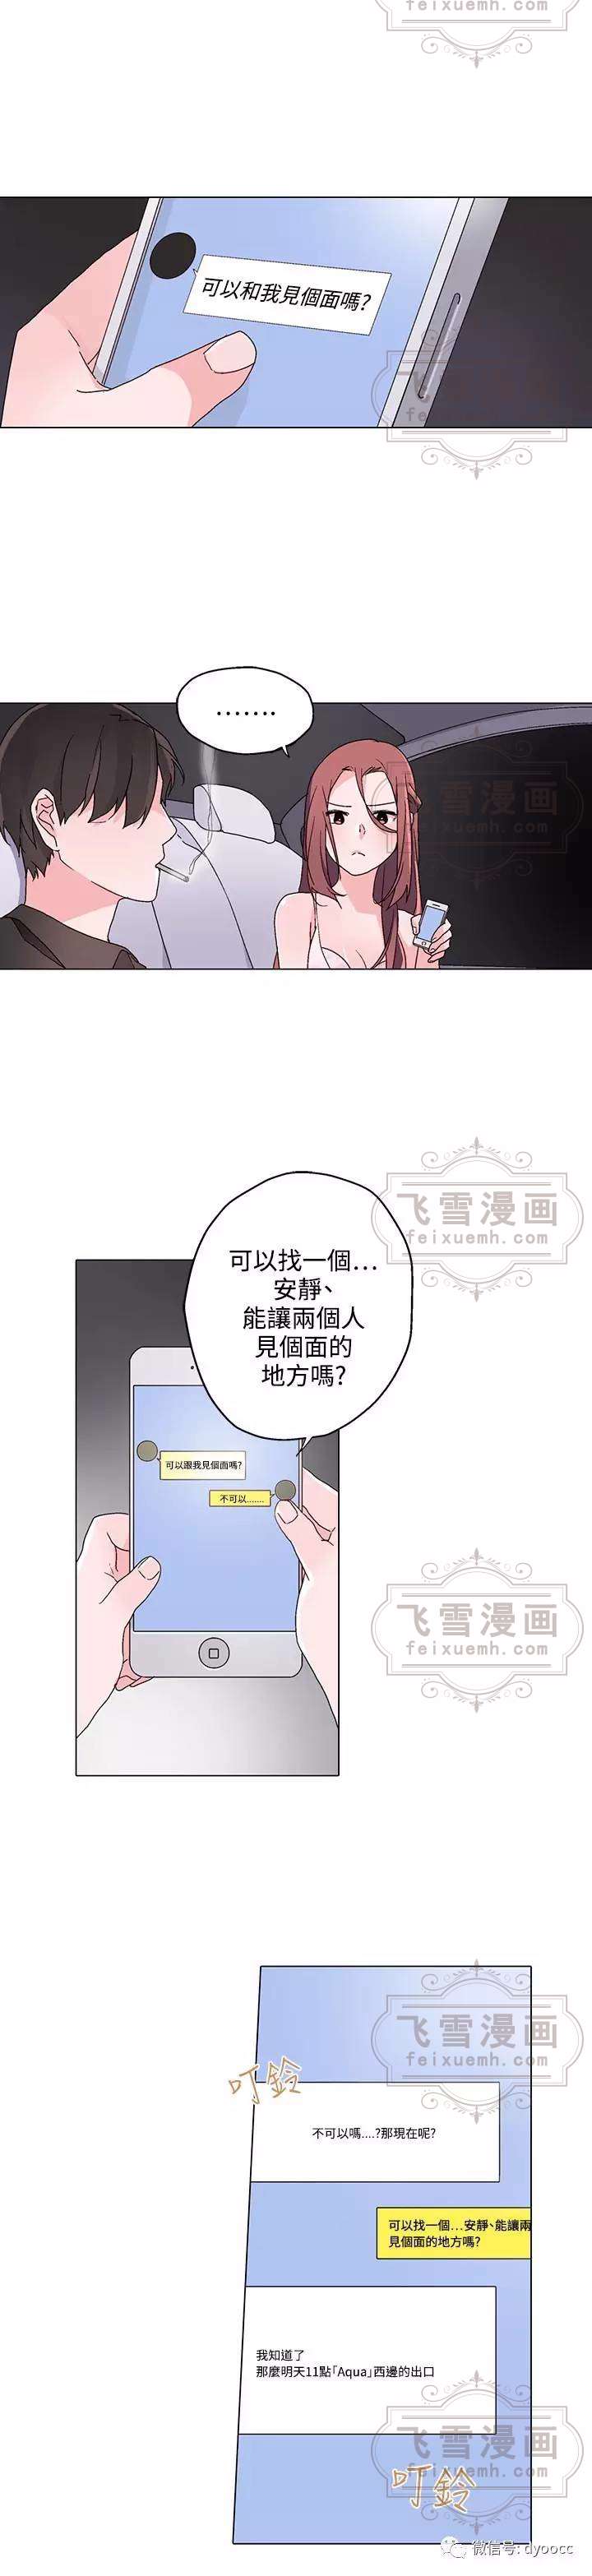 feixuemh.com
可以和我見個面嗎?
飞雪漫画
feixuemh.com
.......
飞雪漫画
feixuemh.com
飞雪漫画
feixuemh.com
可以找一個...
安靜、
能讓兩個人
見個面的
地方嗎?
可以跟我見個面嗎?
不可以.......
飞雪漫画
feixuemh.com
飞雪漫画
feixuemh.com
叮鈴
不可以嗎....?那現在呢?
可以找一個...安靜、能讓兩
見個面的地方嗎?
我知道了
那麼明天11點「Aqua」西邊的出口
飞雪漫画
feixuemh.com
叮鈴
微信号: dyoocc